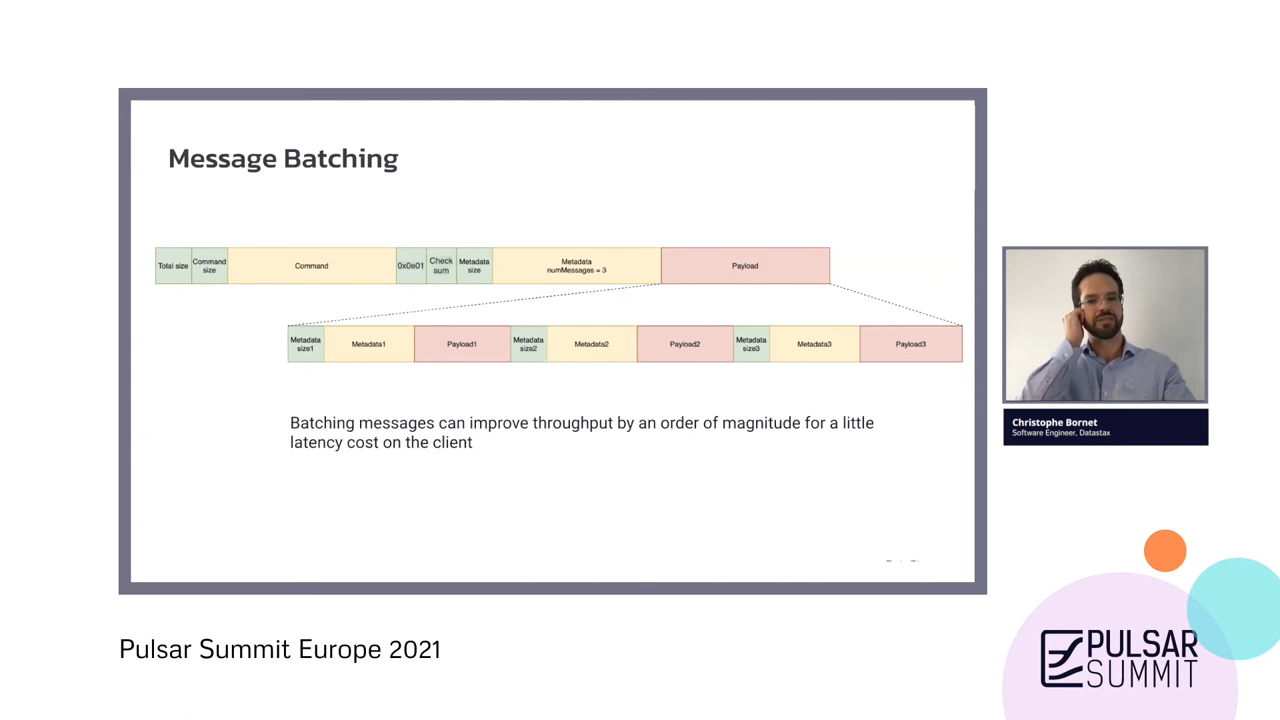 Message Batching
Total size
Command
size
Command
0x0e01
Check
sum
Metadata
size
Metadata
numMessages = 3
Payload
Metadata
size1
Metadata1
Payload1
Metadata
size2
Metadata2
Payload2
Metadata
size3
Metadata3
Payload3
Batching messages can improve throughput by an order of magnitude for a little
latency cost on the client
Christophe Bornet
Software Engineer, Datastax
Pulsar Summit Europe 2021
PULSAR
SUMMIT